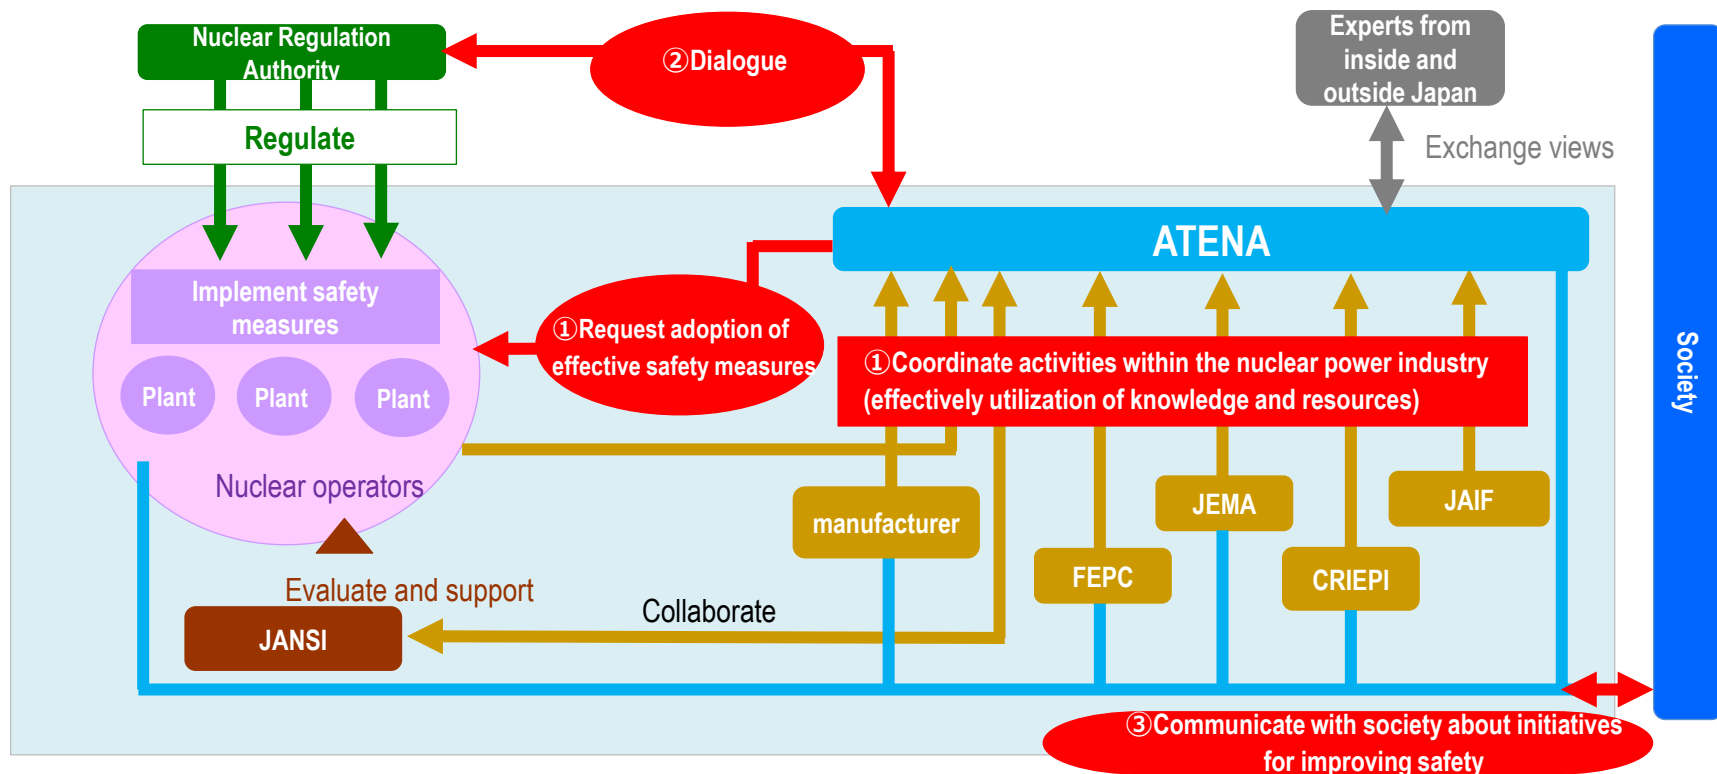 Nuclear Regulation
Authority
②Dialogue
Experts from
inside and
outside Japan
Regulate
Exchange views
ATENA
Implement safety
measures
①Request adoption of
effective safety measures
①Coordinate activities within the nuclear power industry
(effectively utilization of knowledge and resources)
Society
Plant
Plant
Plant
Nuclear operators
manufacturer
JEMA
JAIF
FEPC
CRIEPI
Evaluate and support
Collaborate
JANSI
③Communicate with society about initiatives
for improving safety